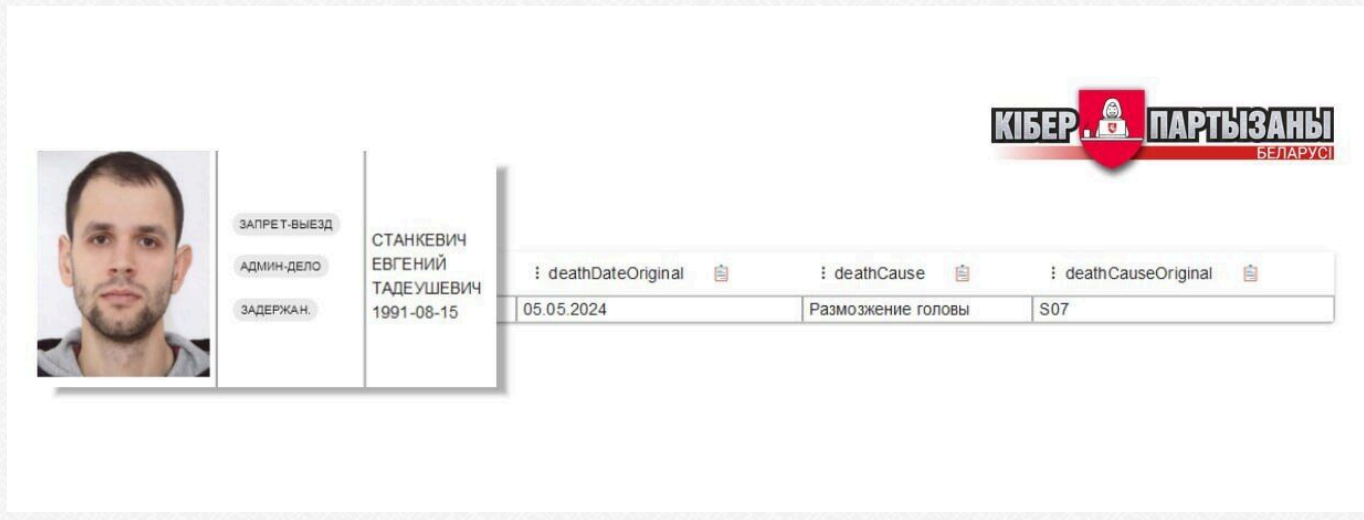 КІБЕР ПАРТЫЗАНЫ
БЕЛАРУСІ
ЗАПРЕТ-ВЫЕЗД
АДМИН-ДЕЛО
ЗАДЕРЖАН.
СТАНКЕВИЧ
ЕВГЕНИЙ
ТАДЕУШЕВИЧ
1991-08-15
deathDateOriginal deathCause deathCauseOriginal
05.05.2024 Размозжение головы S07